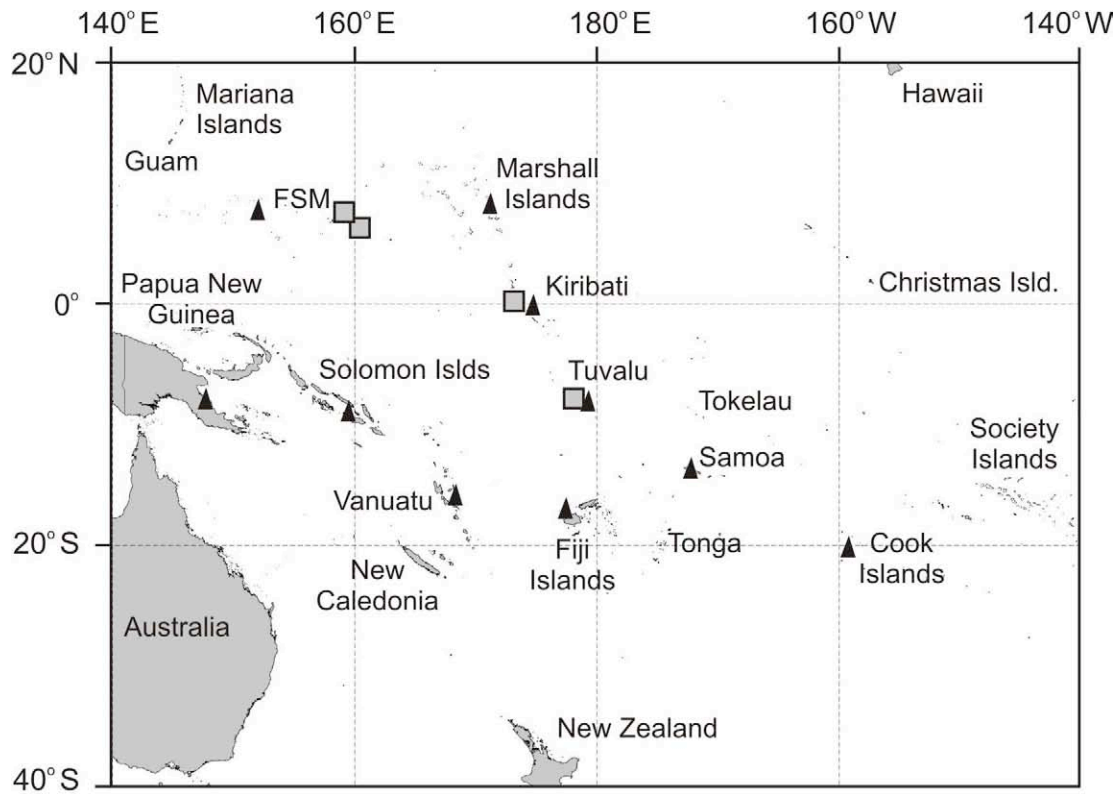 140°E
160°E
180°E
160°W
140°W
20°N
Hawaii
Mariana
Islands
Guam
FSM
Marshall
Islands
Papua New
Guinea
0°
Kiribati
Christmas Isld.
Solomon Islds
Tuvalu
Tokelau
Samoa
Society
Islands
Vanuatu
20°S
New
Caledonia
Fiji
Islands
Tonga
Cook
Islands
Australia
New Zealand
40°S